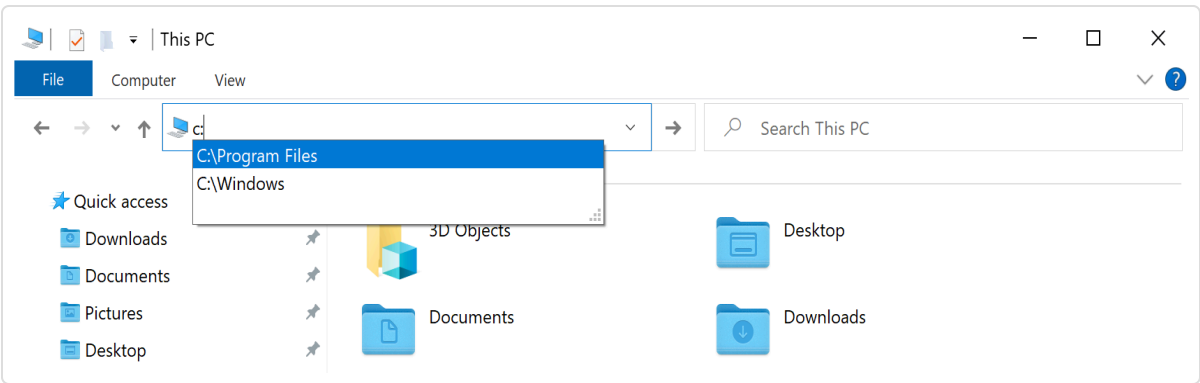 This PC
File Computer View ?
c: Search This PC
C:\Program Files
C:\Windows
Quick access
Downloads
Documents
Pictures
Desktop
3D Objects Desktop
Documents Downloads